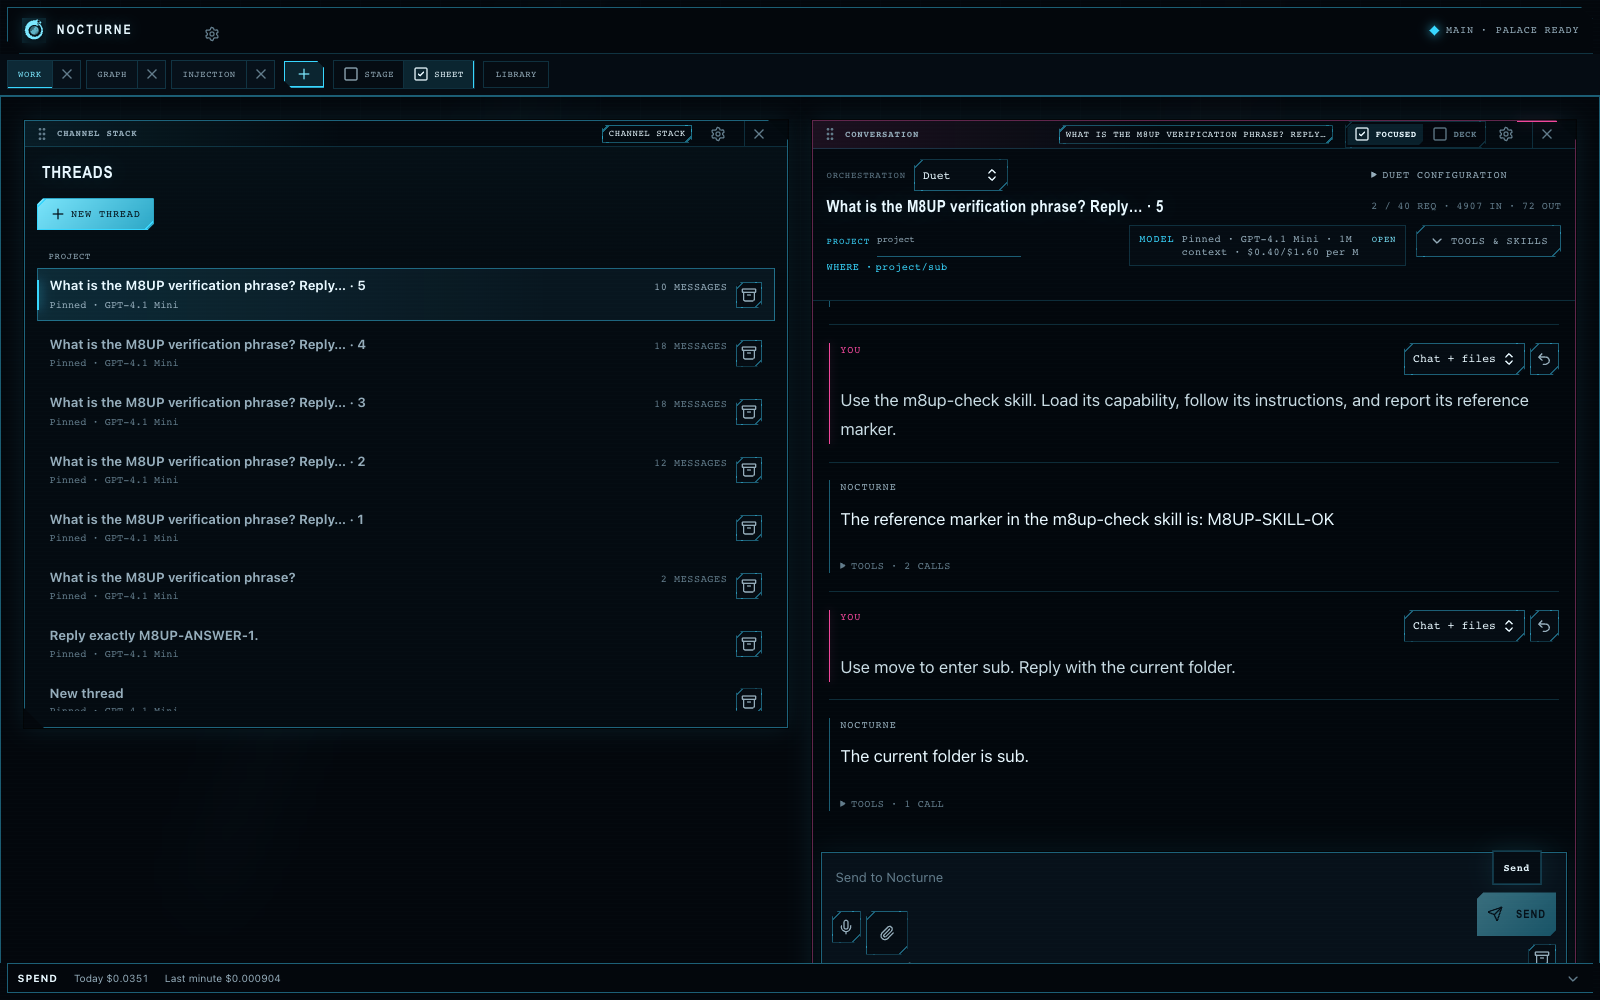 NOCTURNE
MAIN · PALACE READY
WORK
GRAPH
INJECTION
STAGE
SHEET
LIBRARY
CHANNEL STACK
CHANNEL STACK
THREADS
NEW THREAD
PROJECT
What is the M8UP verification phrase? Reply... · 5
10 MESSAGES
Pinned · GPT-4.1 Mini
What is the M8UP verification phrase? Reply... · 4
18 MESSAGES
Pinned · GPT-4.1 Mini
What is the M8UP verification phrase? Reply... · 3
18 MESSAGES
Pinned · GPT-4.1 Mini
What is the M8UP verification phrase? Reply... · 2
12 MESSAGES
Pinned · GPT-4.1 Mini
What is the M8UP verification phrase? Reply... · 1
Pinned · GPT-4.1 Mini
What is the M8UP verification phrase?
2 MESSAGES
Pinned · GPT-4.1 Mini
Reply exactly M8UP-ANSWER-1.
Pinned · GPT-4.1 Mini
New thread
Pinned · GPT-4.1 Mini
CONVERSATION
WHAT IS THE M8UP VERIFICATION PHRASE? REPLY…
FOCUSED
DECK
ORCHESTRATION
Duet
DUET CONFIGURATION
What is the M8UP verification phrase? Reply... · 5
2 / 40 REQ · 4907 IN · 72 OUT
PROJECT project
WHERE · project/sub
MODEL Pinned · GPT-4.1 Mini · 1M
context · $0.40/$1.60 per M
OPEN
TOOLS & SKILLS
YOU
Chat + files
Use the m8up-check skill. Load its capability, follow its instructions, and report its reference
marker.
NOCTURNE
The reference marker in the m8up-check skill is: M8UP-SKILL-OK
TOOLS · 2 CALLS
YOU
Chat + files
Use move to enter sub. Reply with the current folder.
NOCTURNE
The current folder is sub.
TOOLS · 1 CALL
Send to Nocturne
Send
SEND
SPEND Today $0.0351 Last minute $0.000904